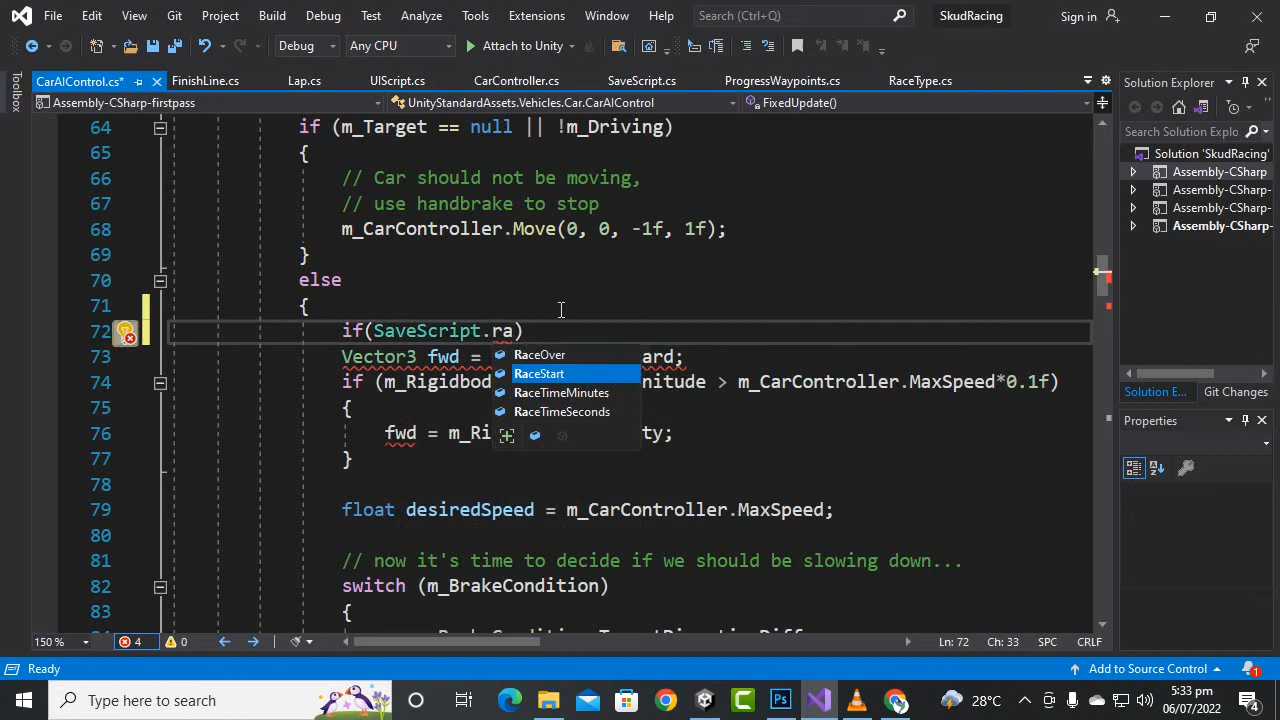 File Edit View Git Project Build Debug Test Analyze Tools Extensions Window Help Search (Ctrl+Q) SkudRacing Sign in
Debug Any CPU Attach to Unity
Toolbox
CarAIControl.cs* FinishLine.cs Lap.cs UIScript.cs CarController.cs SaveScript.cs ProgressWaypoints.cs RaceType.cs
Assembly-CSharp-firstpass UnityStandardAssets.Vehicles.Car.CarAIControl FixedUpdate()
64 if (m_Target == null || !m_Driving)
65 {
66 // Car should not be moving,
67 // use handbrake to stop
68 m_CarController.Move(0, 0, -1f, 1f);
69 }
70 else
71 {
72 if(SaveScript.ra)
73 Vector3 fwd = ard;
74 if (m_Rigidbod nitude > m_CarController.MaxSpeed*0.1f)
75 {
76 fwd = m_Ri ty;
77 }
78
79 float desiredSpeed = m_CarController.MaxSpeed;
80
81 // now it's time to decide if we should be slowing down...
82 switch (m_BrakeCondition)
83 {
RaceOver
RaceStart
RaceTimeMinutes
RaceTimeSeconds
150 % 4 0 Ln: 72 Ch: 33 SPC CRLF
Solution Explorer
Search Solution Explo
Solution 'SkudRacing'
Assembly-CSharp
Assembly-CSharp-
Assembly-CSharp-
Assembly-CSharp-
Solution E... Git Changes
Properties
Ready Add to Source Control 1
Type here to search 28°C 5:33 pm
06/07/2022